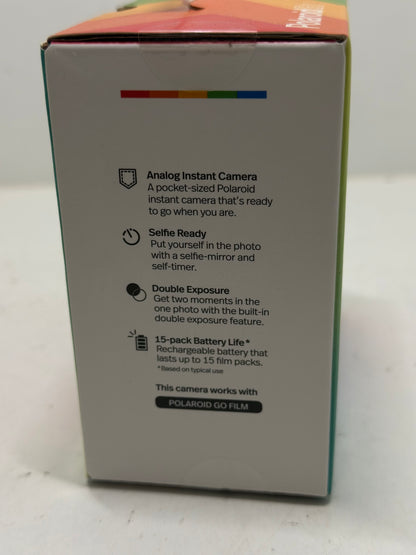 Polaroid
Analog Instant Camera
A pocket-sized Polaroid
instant camera that's ready
to go when you are.
Selfie Ready
Put yourself in the photo
with a selfie-mirror and
self-timer.
Double Exposure
Get two moments in the
one photo with the built-in
double exposure feature.
15-pack Battery Life*
Rechargeable battery that
lasts up to 15 film packs.
*Based on typical use
This camera works with
POLAROID GO FILM